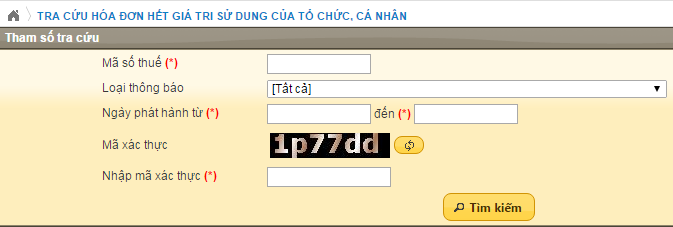 TRA CỨU HÓA ĐƠN HẾT GIÁ TRI SỬ DUNG CỦA TỔ CHỨC, CÁ NHÂN
Tham số tra cứu
Mã số thuế (*)
Loại thông báo [Tất cả]
Ngày phát hành từ (*) đến (*)
Mã xác thực 1p77dd
Nhập mã xác thực (*)
Tìm kiếm